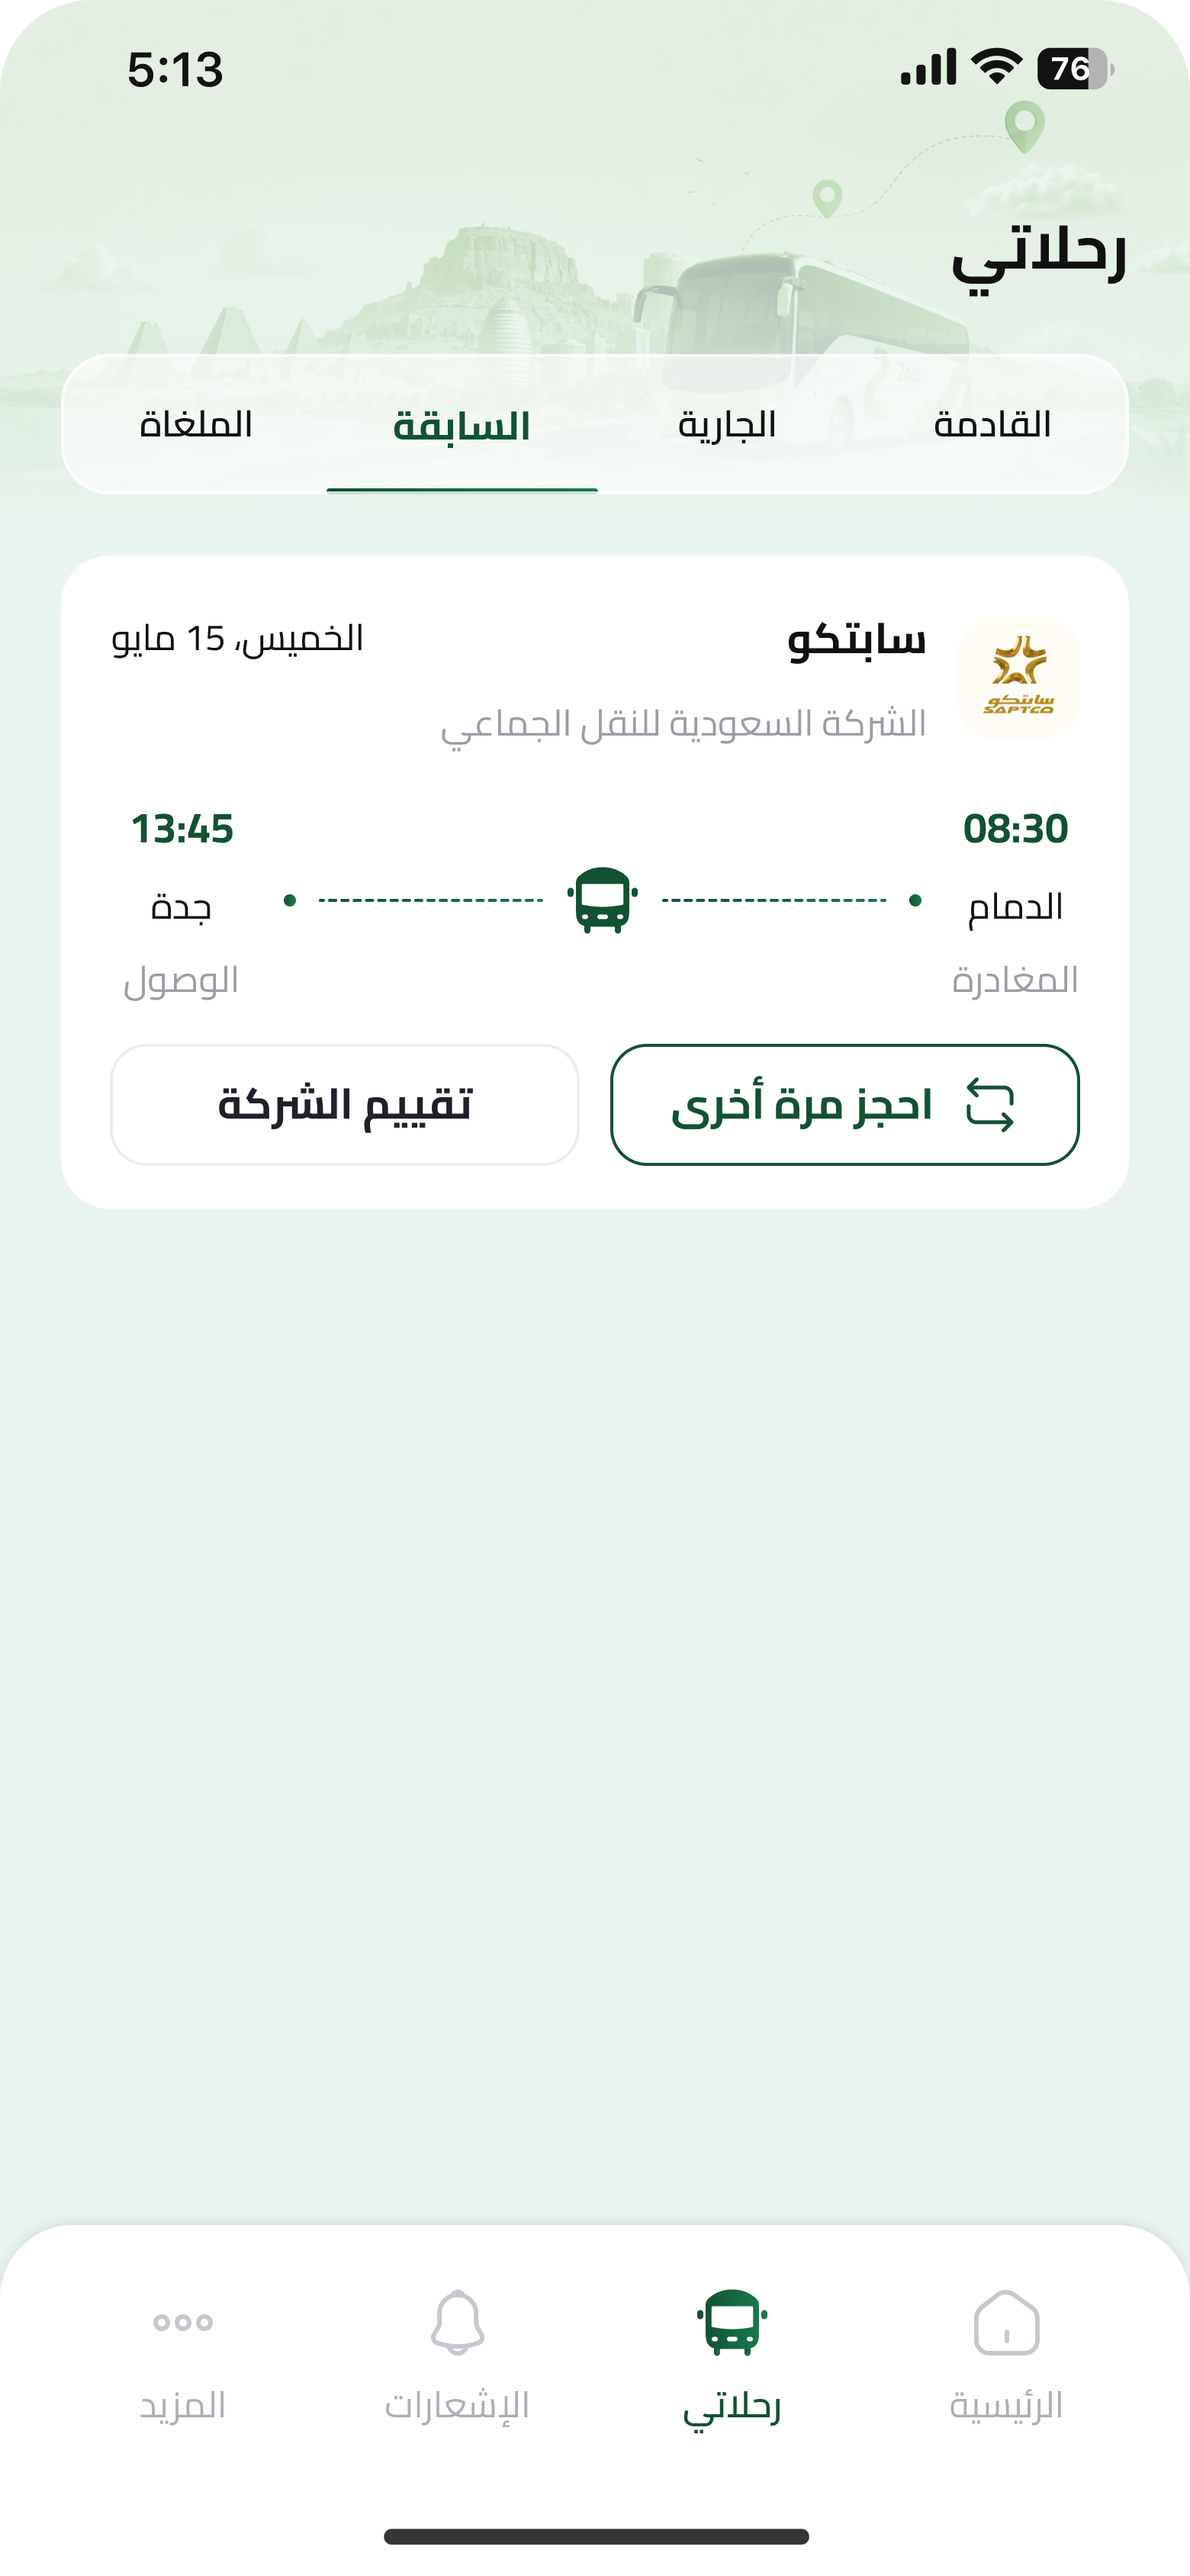 5:13
76
رحلاتي
القادمة
الجارية
السابقة
الملغاة
سابتكو
SAPTCO
سابتكو
الخميس، 15 مايو
الشركة السعودية للنقل الجماعي
08:30
13:45
الدمام
جدة
المغادرة
الوصول
احجز مرة أخرى
تقييم الشركة
الرئيسية
رحلاتي
الإشعارات
المزيد